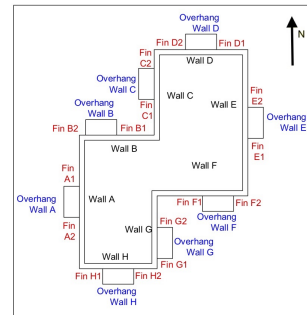 Overhang
Wall D
Fin D2
Fin D1
N
Wall D
Fin
C2
Overhang
Wall C
Fin
C1
Wall C
Wall E
Fin
E2
Overhang
Wall E
Fin
E1
Overhang
Wall B
Fin B2
Fin B1
Wall B
Wall F
Fin
A1
Overhang
Wall A
Fin
A2
Wall A
Fin F1
Fin F2
Overhang
Wall F
Wall G
Fin G2
Overhang
Wall G
Fin G1
Wall H
Fin H1
Fin H2
Overhang
Wall H